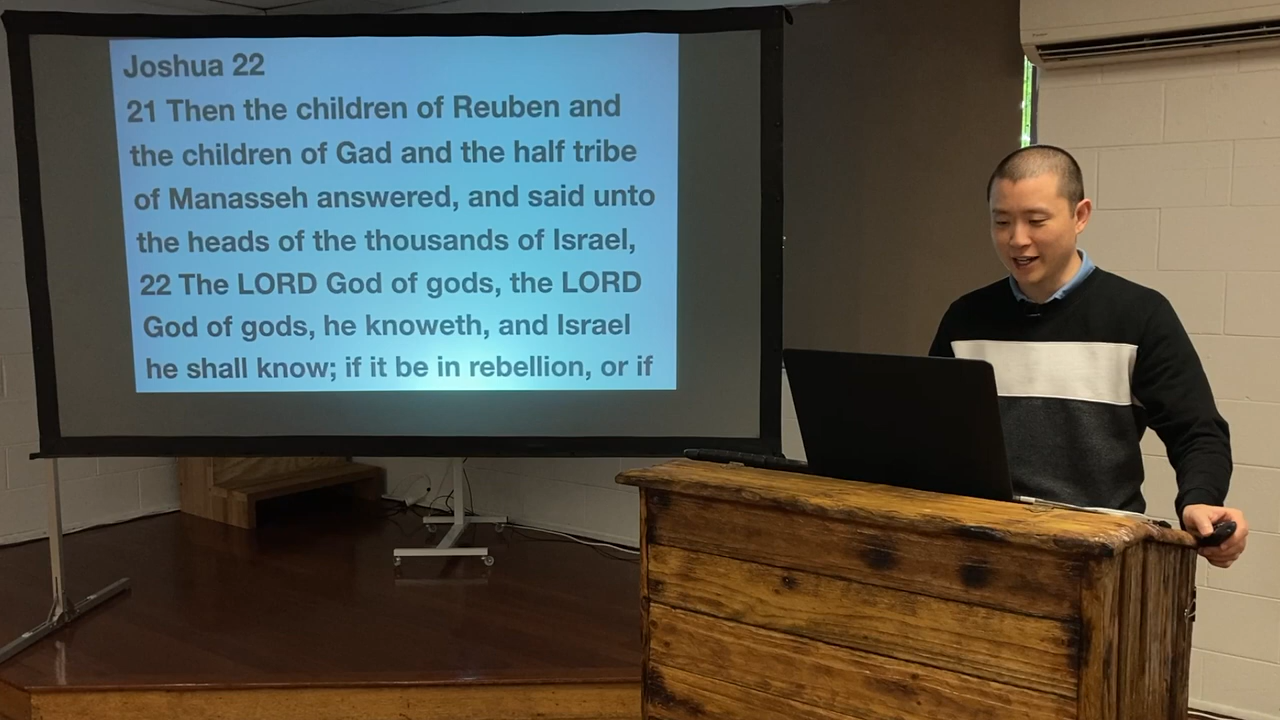 Joshua 22
21 Then the children of Reuben and
the children of Gad and the half tribe
of Manasseh answered, and said unto
the heads of the thousands of Israel,
22 The LORD God of gods, the LORD
God of gods, he knoweth, and Israel
he shall know; if it be in rebellion, or if